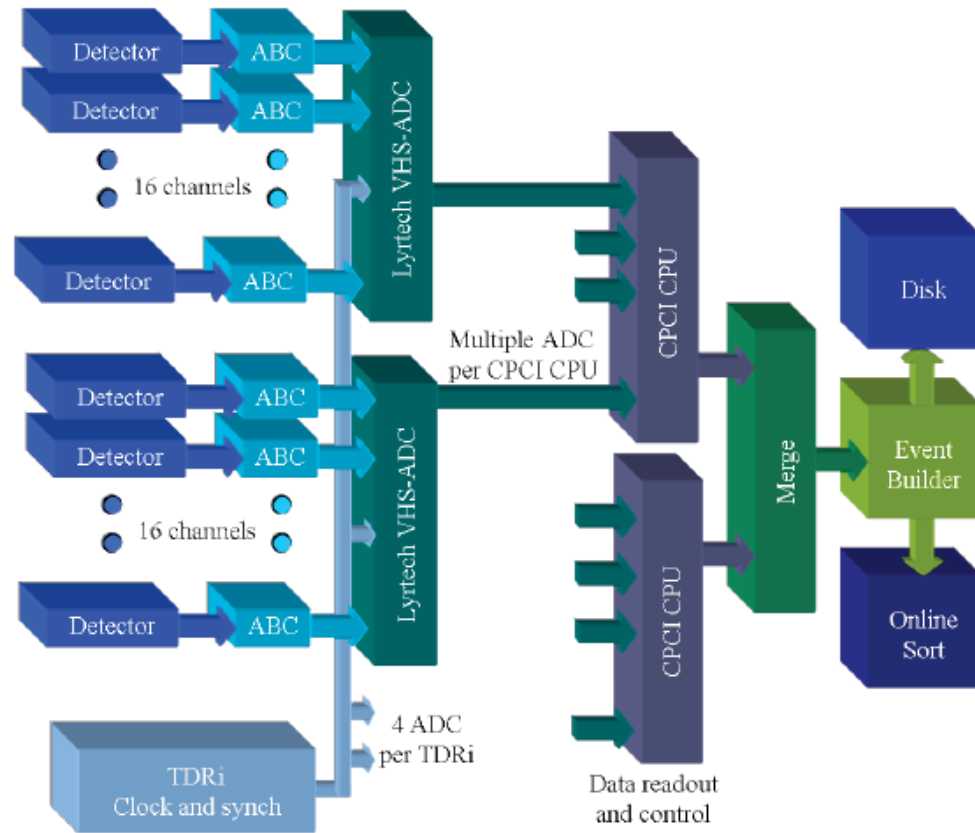 Detector
ABC
Detector
ABC
16 channels
Detector
ABC
Lyrtech VHS-ADC
Detector
ABC
Detector
ABC
16 channels
Detector
ABC
Lyrtech VHS-ADC
TDRi
Clock and synch
4 ADC
per TDRi
Multiple ADC
per CPCI CPU
CPCI CPU
CPCI CPU
Data readout
and control
Merge
Disk
Event
Builder
Online
Sort